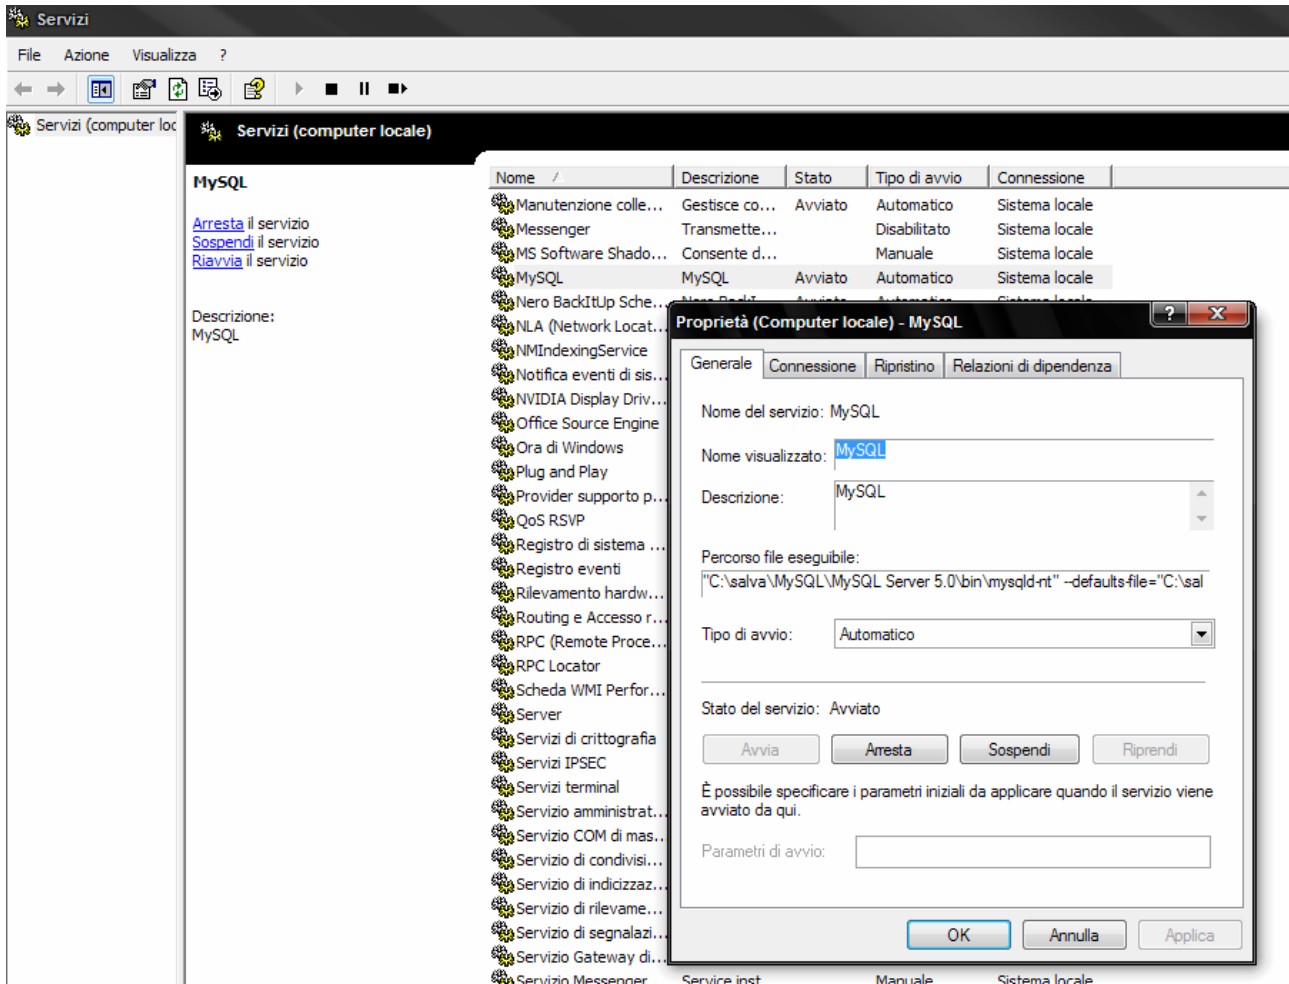 Servizi
File Azione Visualizza ?
Servizi (computer loc
Servizi (computer locale)
MySQL
Arresta il servizio
Sospendi il servizio
Riavvia il servizio
Descrizione:
MySQL
Nome Descrizione Stato Tipo di avvio Connessione
Manutenzione colle... Gestisce co... Avviato Automatico Sistema locale
Messenger Transmette... Disabilitato Sistema locale
MS Software Shado... Consente d... Manuale Sistema locale
MySQL MySQL Avviato Automatico Sistema locale
Nero BackItUp Sche... Nero BackI... Avviato Automatico Sistema locale
NLA (Network Locat...
NMIndexingService
Notifica eventi di sis...
NVIDIA Display Driv...
Office Source Engine
Ora di Windows
Plug and Play
Provider supporto p...
QoS RSVP
Registro di sistema ...
Registro eventi
Rilevamento hardw...
Routing e Accesso r...
RPC (Remote Proce...
RPC Locator
Scheda WMI Perfor...
Server
Servizi di crittografia
Servizi IPSEC
Servizi terminal
Servizio amministrat...
Servizio COM di mas...
Servizio di condivisi...
Servizio di indicizzaz...
Servizio di rilevame...
Servizio di segnalazi...
Servizio Gateway di...
Servizio Messenger Service inst Manuale Sistema locale
Proprietà (Computer locale) - MySQL
Generale Connessione Ripristino Relazioni di dipendenza
Nome del servizio: MySQL
Nome visualizzato: MySQL
Descrizione: MySQL
Percorso file eseguibile:
"C:\salva\MySQL\MySQL Server 5.0\bin\mysqld-nt" --defaults-file="C:\sal
Tipo di avvio: Automatico
Stato del servizio: Avviato
Avvia Arresta Sospendi Riprendi
È possibile specificare i parametri iniziali da applicare quando il servizio viene
avviato da qui.
Parametri di avvio:
OK Annulla Applica